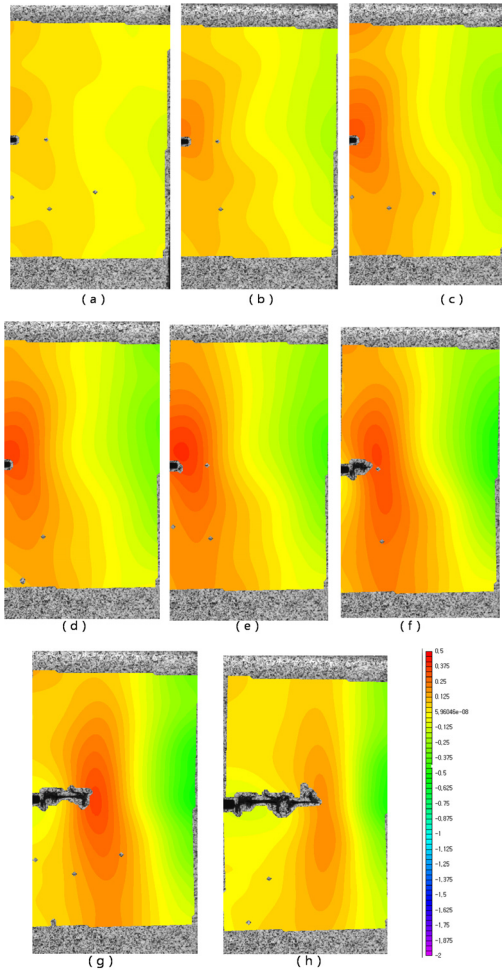 ( a )
( b )
( c )
( d )
( e )
( f )
( g )
( h )
0.5
0.375
0.25
0.125
5.96046e-08
-0.125
-0.25
-0.375
-0.5
-0.625
-0.75
-0.875
-1
-1.125
-1.25
-1.375
-1.5
-1.625
-1.75
-1.875
-2